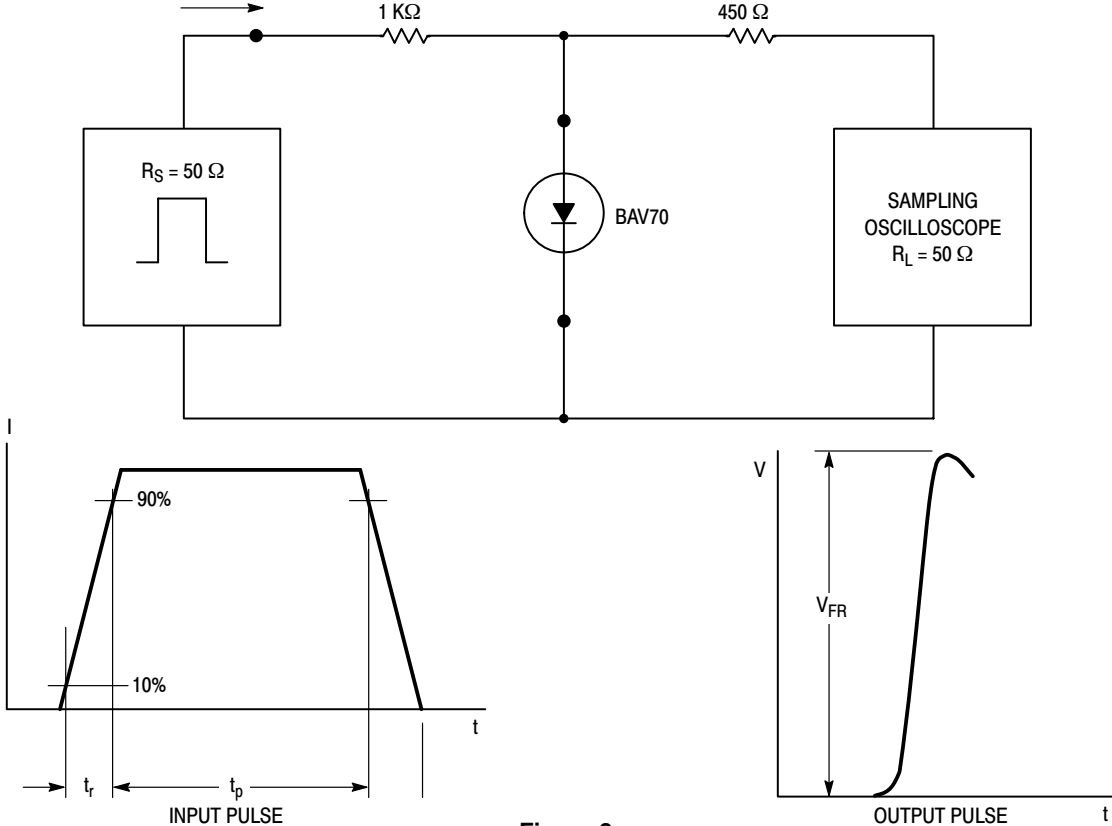 1 KΩ
450 Ω
R_S = 50 Ω
BAV70
SAMPLING
OSCILLOSCOPE
R_L = 50 Ω
I
90%
10%
t
t_r
t_p
INPUT PULSE
V
V_FR
OUTPUT PULSE
t